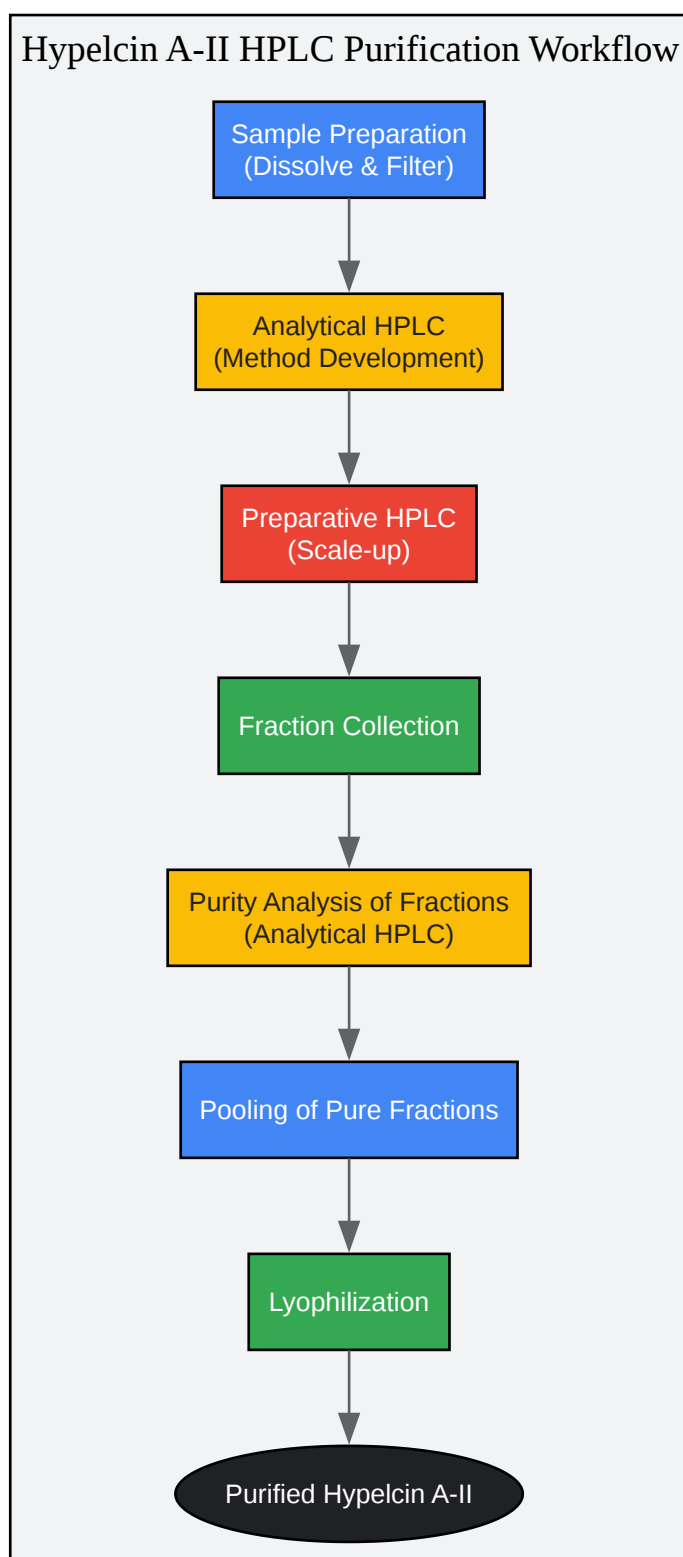 Hypelcin A-II HPLC Purification Workflow
Sample Preparation
(Dissolve & Filter)
Analytical HPLC
(Method Development)
Preparative HPLC
(Scale-up)
Fraction Collection
Purity Analysis of Fractions
(Analytical HPLC)
Pooling of Pure Fractions
Lyophilization
Purified Hypelcin A-II